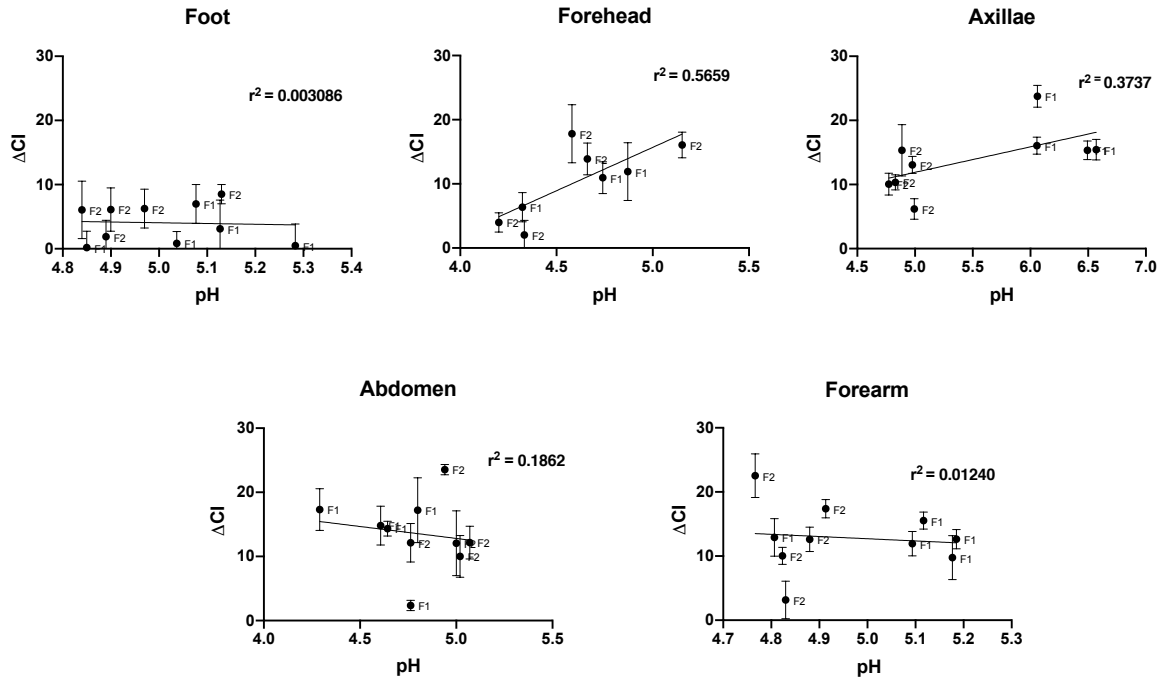 Foot
r² = 0.003086
30
20
10
0
ΔCI
F2
F1
F2
F2
F2
F1
F1
F1
F2
F1
4.8 4.9 5.0 5.1 5.2 5.3 5.4
pH
Forehead
r² = 0.5659
30
20
10
0
ΔCI
F2
F1
F2
F2
F2
F1
F1
F2
4.0 4.5 5.0 5.5
pH
Axillae
r² = 0.3737
30
20
10
0
ΔCI
F2
F2
F2
F2
F1
F1
F1
4.5 5.0 5.5 6.0 6.5 7.0
pH
Abdomen
r² = 0.1862
30
20
10
0
ΔCI
F1
F1
F1
F2
F1
F2
F2
F2
F2
4.0 4.5 5.0 5.5
pH
Forearm
r² = 0.01240
30
20
10
0
ΔCI
F2
F1
F2
F2
F2
F2
F1
F1
F1
F1
4.7 4.8 4.9 5.0 5.1 5.2 5.3
pH